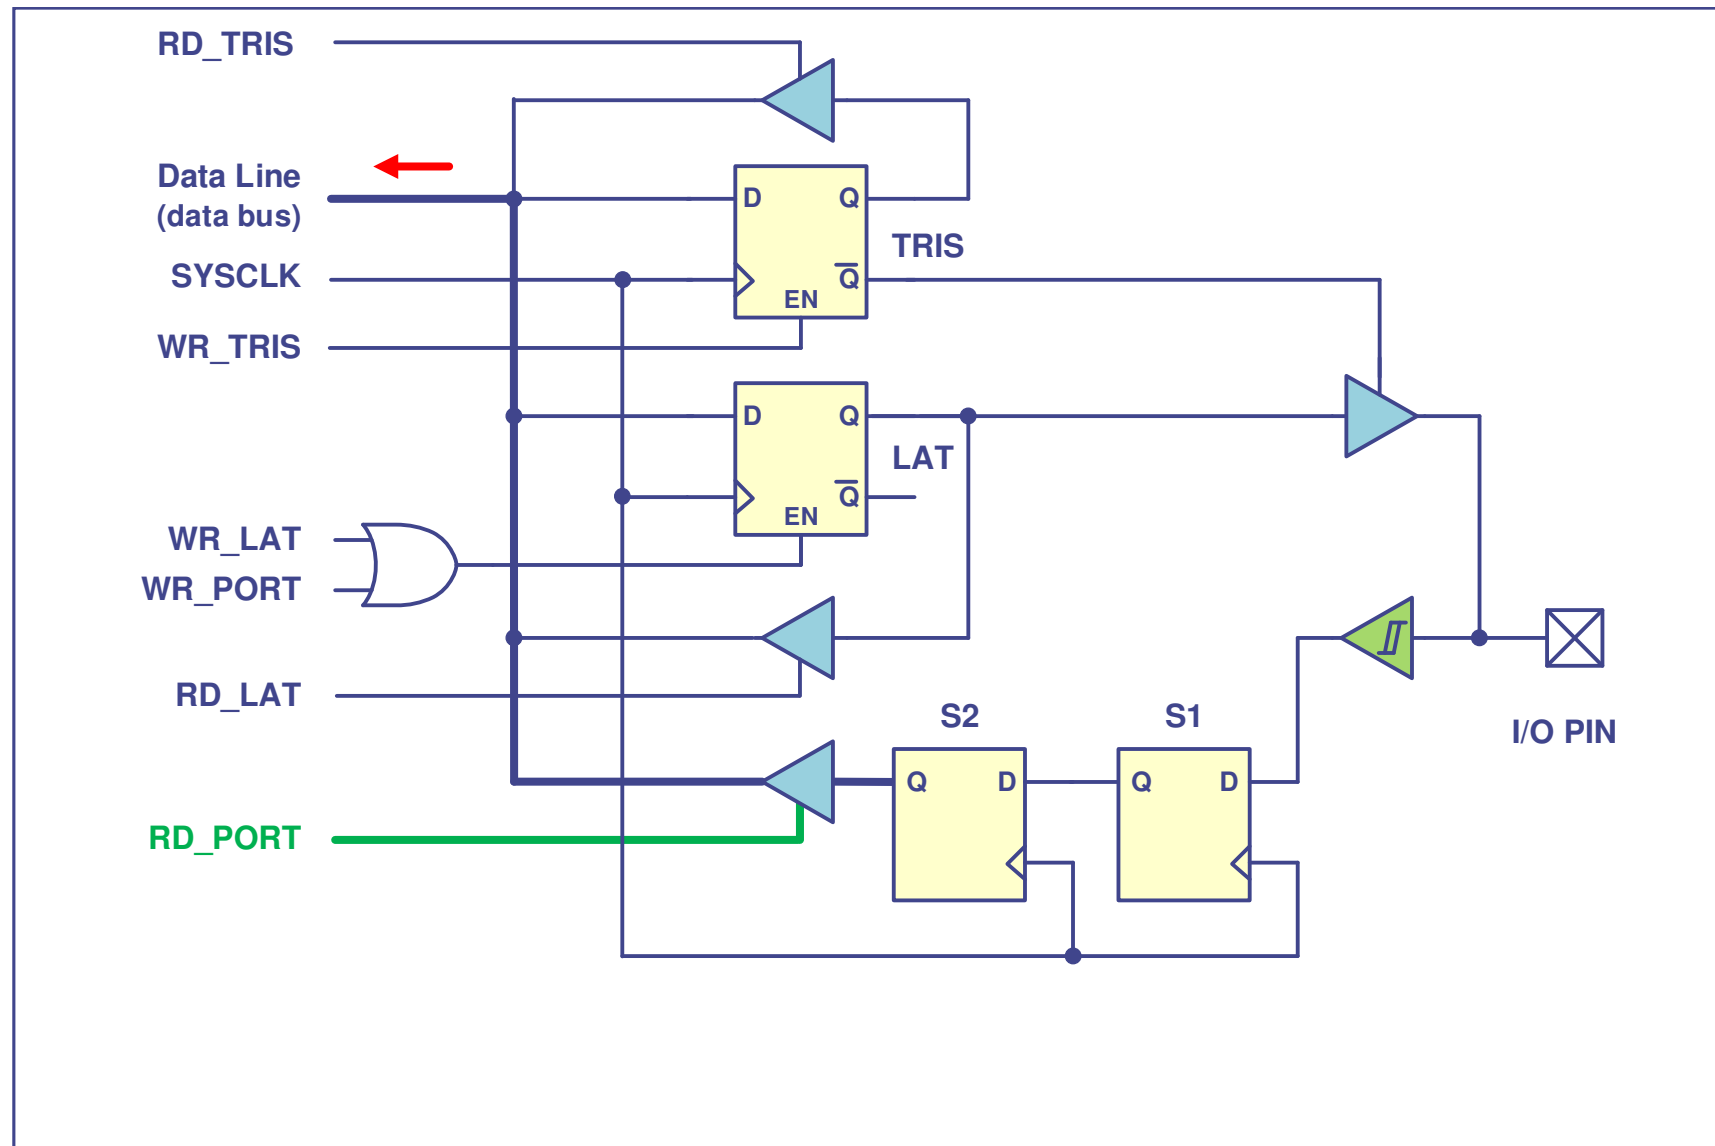 RD_TRIS
Data Line
(data bus)
D
Q
TRIS
SYSCLK
Q̅
EN
WR_TRIS
D
Q
LAT
Q̅
EN
WR_LAT
WR_PORT
RD_LAT
S2
S1
I/O PIN
Q
D
Q
D
RD_PORT